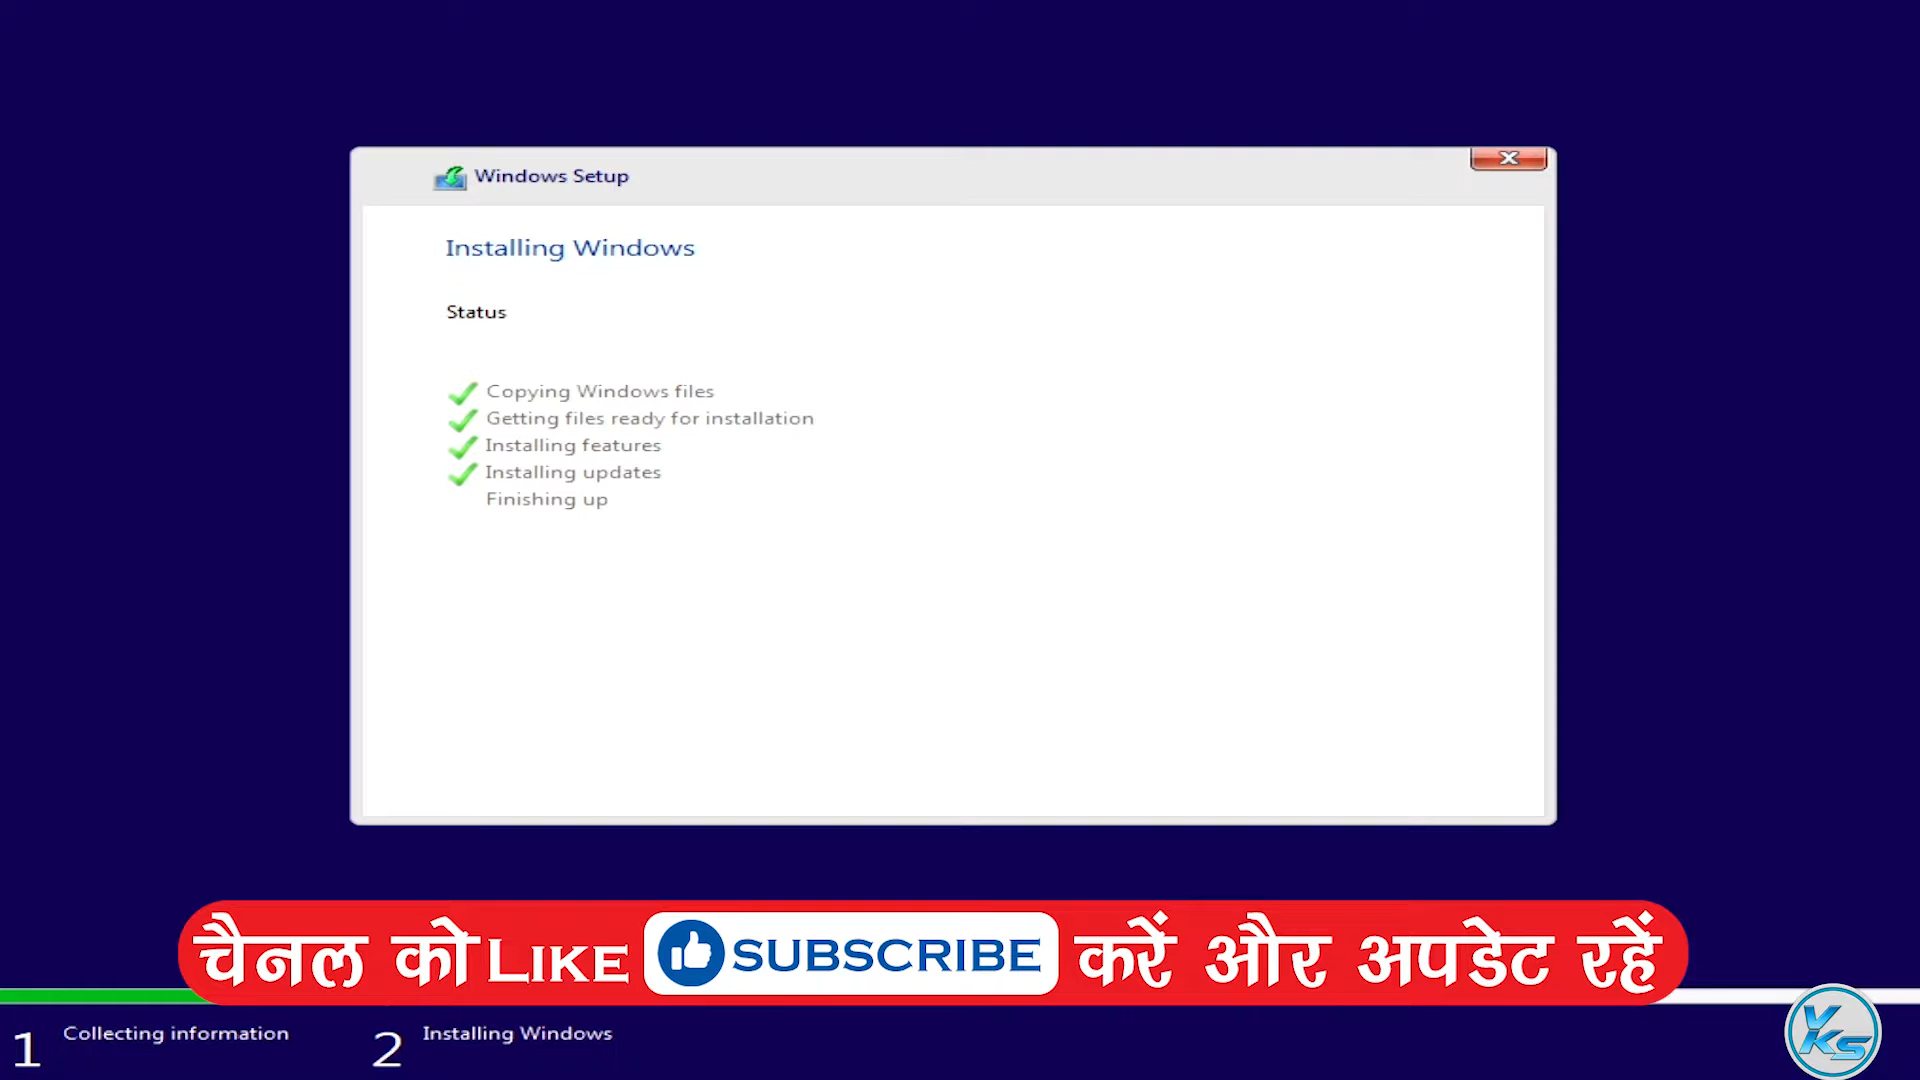 Windows Setup
Installing Windows
Status
Copying Windows files
Getting files ready for installation
Installing features
Installing updates
Finishing up
चैनल को LIKE SUBSCRIBE करें और अपडेट रहें
1 Collecting information 2 Installing Windows
VKS